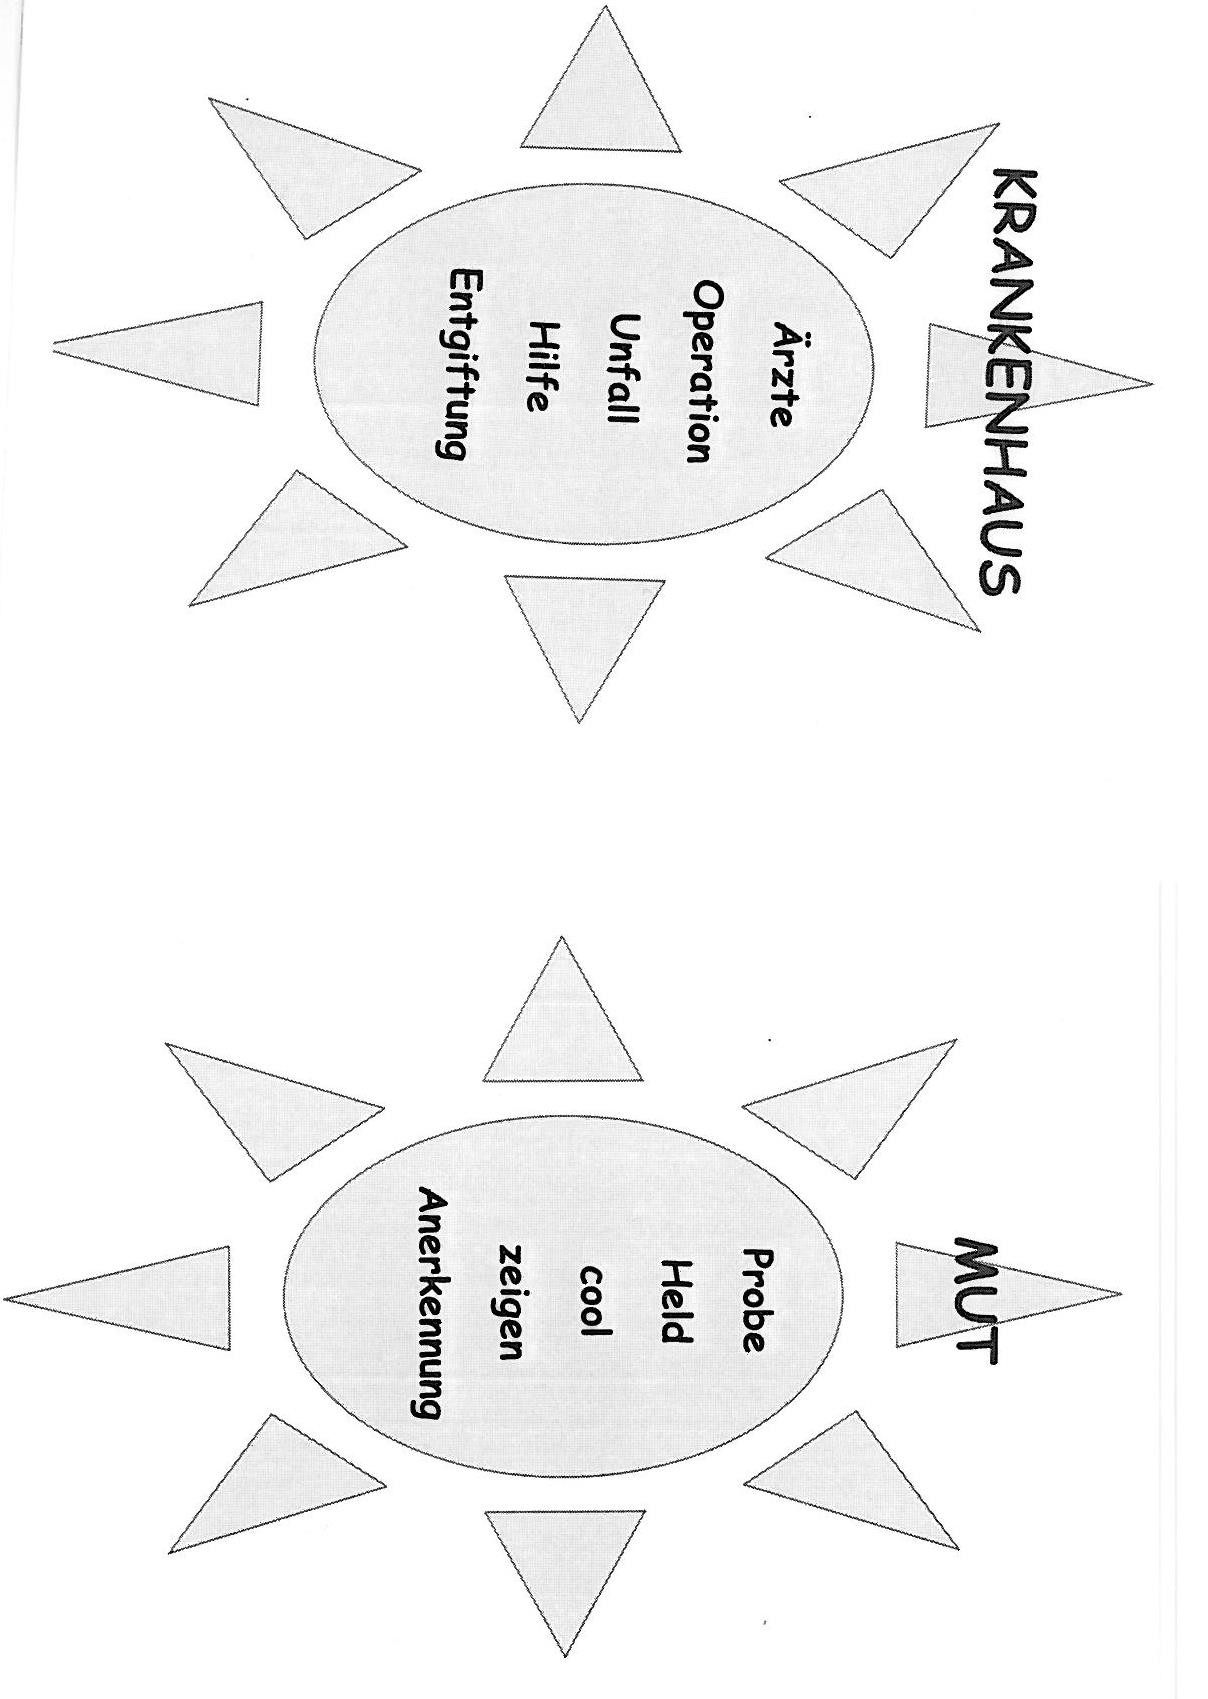 KRANKENHAUS
Ärzte
Operation
Unfall
Hilfe
Entgiftung
MUT
Probe
Held
cool
zeigen
Anerkennung